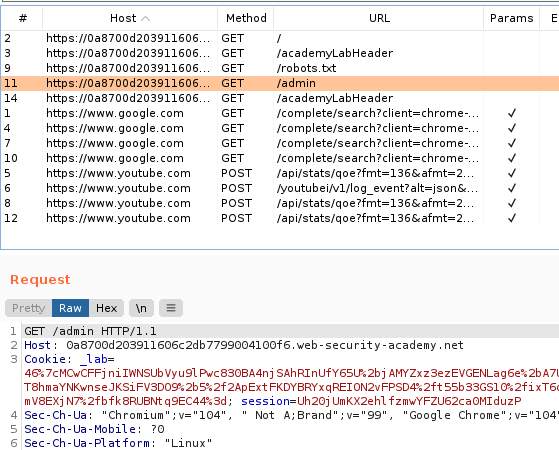 # Host Method URL Params E
2 https://0a8700d203911606... GET /
3 https://0a8700d203911606... GET /academyLabHeader
9 https://0a8700d203911606... GET /robots.txt
11 https://0a8700d203911606... GET /admin
14 https://0a8700d203911606... GET /academyLabHeader
1 https://www.google.com GET /complete/search?client=chrome-... ✓
4 https://www.google.com GET /complete/search?client=chrome-... ✓
7 https://www.google.com GET /complete/search?client=chrome-... ✓
10 https://www.google.com GET /complete/search?client=chrome-... ✓
5 https://www.youtube.com POST /api/stats/qoe?fmt=136&afmt=2... ✓
6 https://www.youtube.com POST /youtubei/v1/log_event?alt=json&... ✓
8 https://www.youtube.com POST /api/stats/qoe?fmt=136&afmt=2... ✓
12 https://www.youtube.com POST /api/stats/qoe?fmt=136&afmt=2... ✓
Request
Pretty Raw Hex \n
1 GET /admin HTTP/1.1
2 Host: 0a8700d203911606c2db7799004100f6.web-security-academy.net
3 Cookie: _lab=
46%7cMCwCFFjniIWNSUbVyu9lPwc830BA4njSAhRInUfY65U%2bjAMYZxz3ezEVGENLag6e%2bA7U
T8hmaYNKwnseJKSiFV3DO9%2b5%2f2ApExtFKDYBRYxqREION2vFPSD4%2ft55b33GS10%2fixT6c
mV8EXjN7%2fbfk8RUBNtq9EC44%3d; session=Uh20jUmKX2ehlfzmwYFZU62ca0MIduzP
4 Sec-Ch-Ua: "Chromium";v="104", " Not A;Brand";v="99", "Google Chrome";v="104"
5 Sec-Ch-Ua-Mobile: ?0
6 Sec-Ch-Ua-Platform: "Linux"